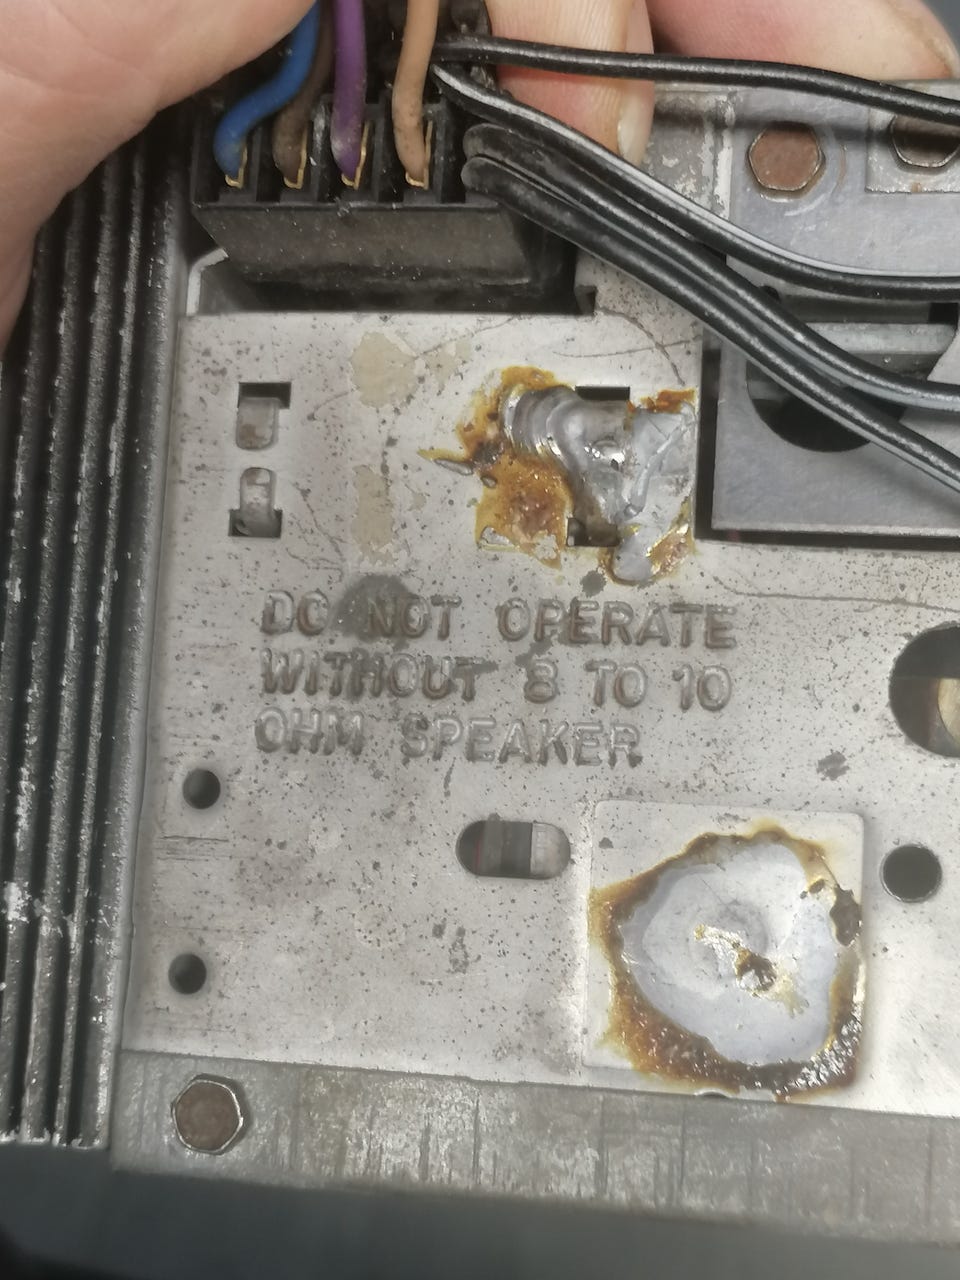 DO NOT OPERATE
WITHOUT 8 TO 10
OHM SPEAKER